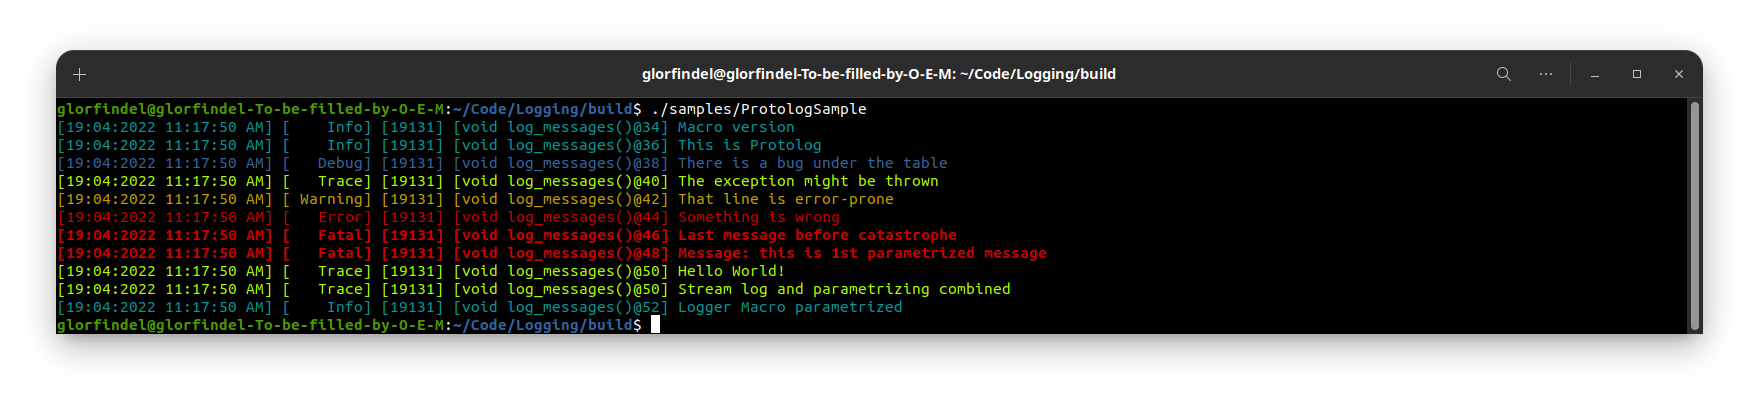 glorfindel@glorfindel-To-be-filled-by-O-E-M: ~/Code/Logging/build
glorfindel@glorfindel-To-be-filled-by-O-E-M:~/Code/Logging/build$ ./samples/ProtologSample
[19:04:2022 11:17:50 AM] [    Info] [19131] [void log_messages()@34] Macro version
[19:04:2022 11:17:50 AM] [    Info] [19131] [void log_messages()@36] This is Protolog
[19:04:2022 11:17:50 AM] [   Debug] [19131] [void log_messages()@38] There is a bug under the table
[19:04:2022 11:17:50 AM] [   Trace] [19131] [void log_messages()@40] The exception might be thrown
[19:04:2022 11:17:50 AM] [ Warning] [19131] [void log_messages()@42] That line is error-prone
[19:04:2022 11:17:50 AM] [   Error] [19131] [void log_messages()@44] Something is wrong
[19:04:2022 11:17:50 AM] [   Fatal] [19131] [void log_messages()@46] Last message before catastrophe
[19:04:2022 11:17:50 AM] [   Fatal] [19131] [void log_messages()@48] Message: this is 1st parametrized message
[19:04:2022 11:17:50 AM] [   Trace] [19131] [void log_messages()@50] Hello World!
[19:04:2022 11:17:50 AM] [   Trace] [19131] [void log_messages()@50] Stream log and parametrizing combined
[19:04:2022 11:17:50 AM] [    Info] [19131] [void log_messages()@52] Logger Macro parametrized
glorfindel@glorfindel-To-be-filled-by-O-E-M:~/Code/Logging/build$